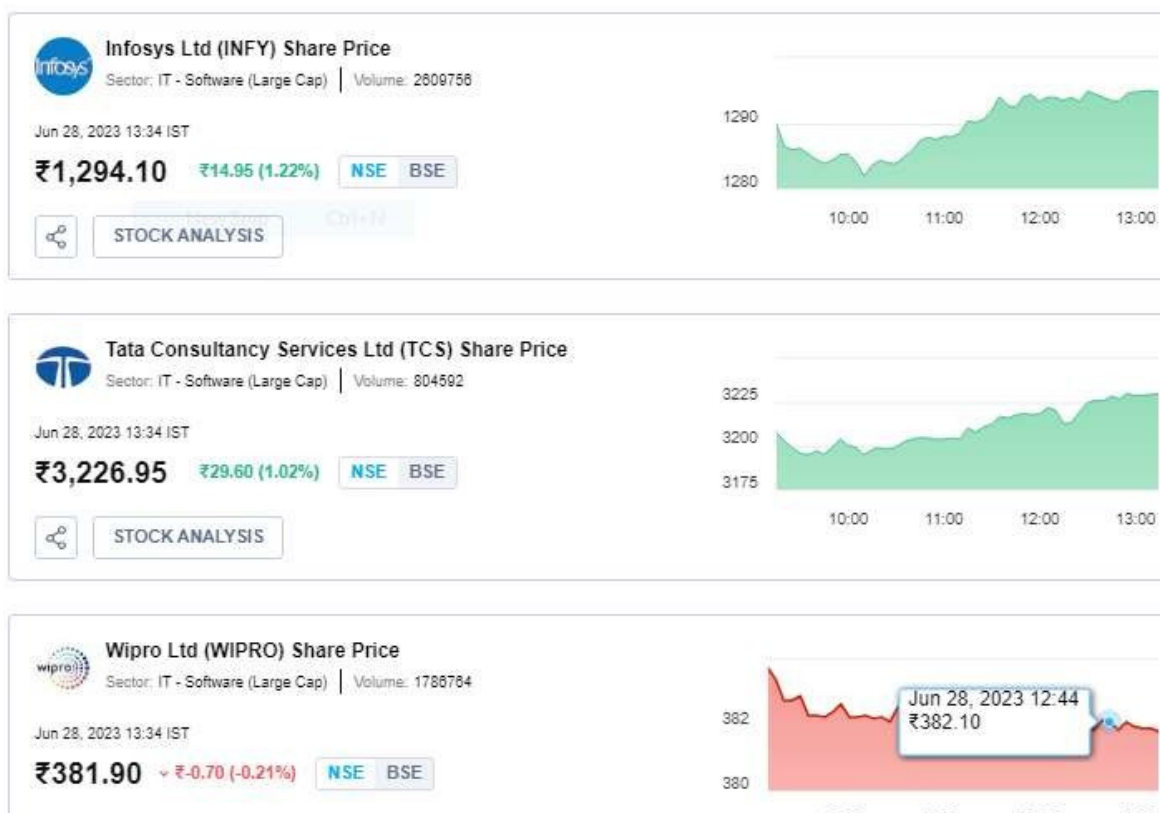 Infosys
Infosys Ltd (INFY) Share Price
Sector: IT - Software (Large Cap) | Volume: 2609756
Jun 28, 2023 13:34 IST
₹1,294.10 ₹14.95 (1.22%) NSE BSE
STOCK ANALYSIS
1290
1280
10:00 11:00 12:00 13:00
Tata Consultancy Services Ltd (TCS) Share Price
Sector: IT - Software (Large Cap) | Volume: 804592
Jun 28, 2023 13:34 IST
₹3,226.95 ₹29.60 (1.02%) NSE BSE
STOCK ANALYSIS
3225
3200
3175
10:00 11:00 12:00 13:00
wipro
Wipro Ltd (WIPRO) Share Price
Sector: IT - Software (Large Cap) | Volume: 1786764
Jun 28, 2023 13:34 IST
₹381.90 ₹-0.70 (-0.21%) NSE BSE
382
380
Jun 28, 2023 12:44
₹382.10